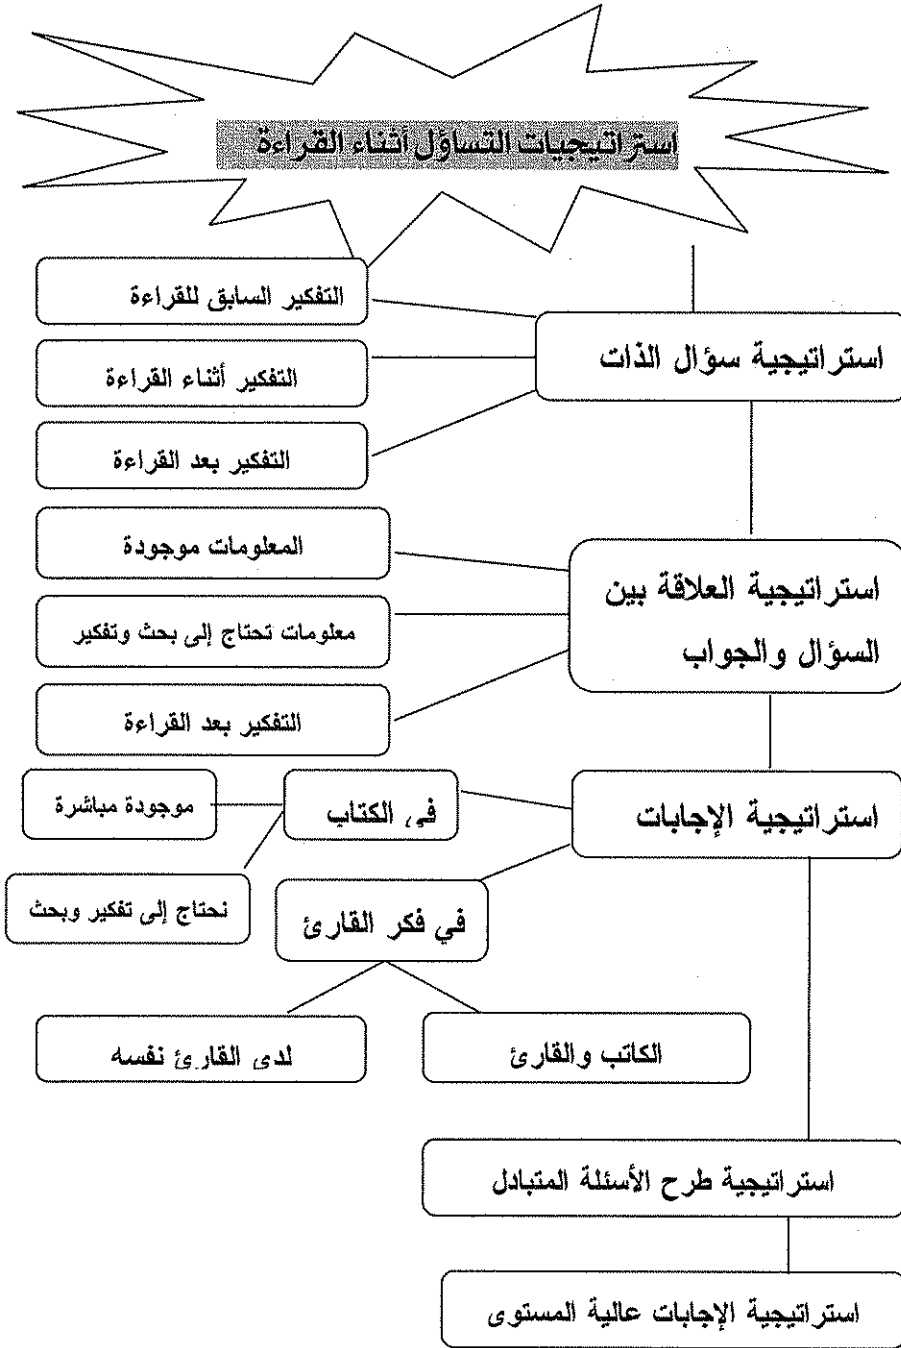 استراتيجيات التساؤل أثناء القراءة
استراتيجية سؤال الذات
التفكير السابق للقراءة
التفكير أثناء القراءة
التفكير بعد القراءة
استراتيجية العلاقة بين
السؤال والجواب
المعلومات موجودة
معلومات تحتاج إلى بحث وتفكير
التفكير بعد القراءة
استراتيجية الإجابات
في الكتاب
موجودة مباشرة
نحتاج إلى تفكير وبحث
في فكر القارئ
الكاتب والقارئ
لدى القارئ نفسه
استراتيجية طرح الأسئلة المتبادل
استراتيجية الإجابات عالية المستوى